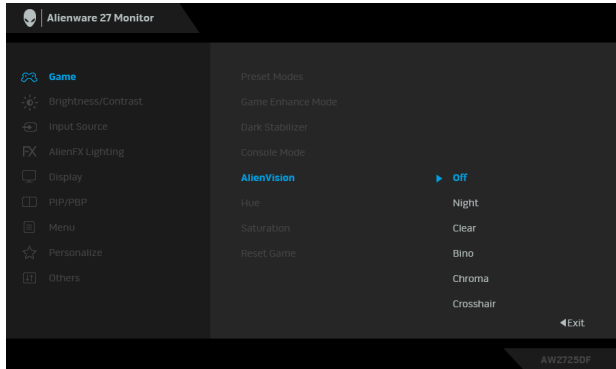 Alienware 27 Monitor
Game
Brightness/Contrast
Input Source
FX AlienFX Lighting
Display
PIP/PBP
Menu
Personalize
Others
Preset Modes
Game Enhance Mode
Dark Stabilizer
Console Mode
AlienVision
Hue
Saturation
Reset Game
Off
Night
Clear
Bino
Chroma
Crosshair
Exit
AW2725DF